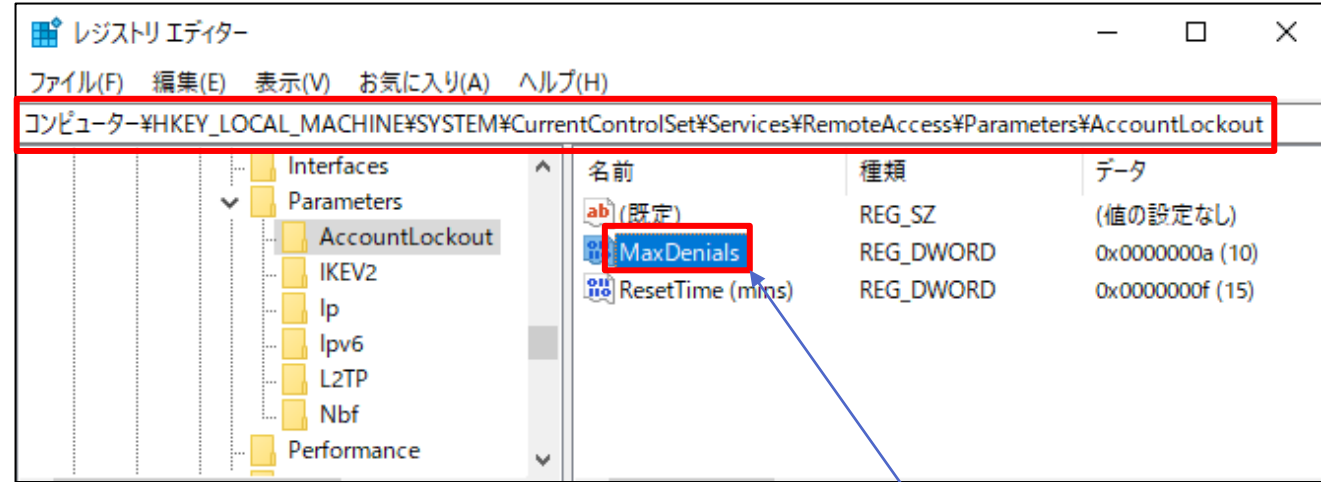 レジストリ エディター
ファイル(F) 編集(E) 表示(V) お気に入り(A) ヘルプ(H)
コンピューター¥HKEY_LOCAL_MACHINE¥SYSTEM¥CurrentControlSet¥Services¥RemoteAccess¥Parameters¥AccountLockout
Interfaces
Parameters
AccountLockout
IKEV2
Ip
Ipv6
L2TP
Nbf
Performance
名前 種類 データ
(既定) REG_SZ (値の設定なし)
MaxDenials REG_DWORD 0x0000000a (10)
ResetTime (mins) REG_DWORD 0x0000000f (15)